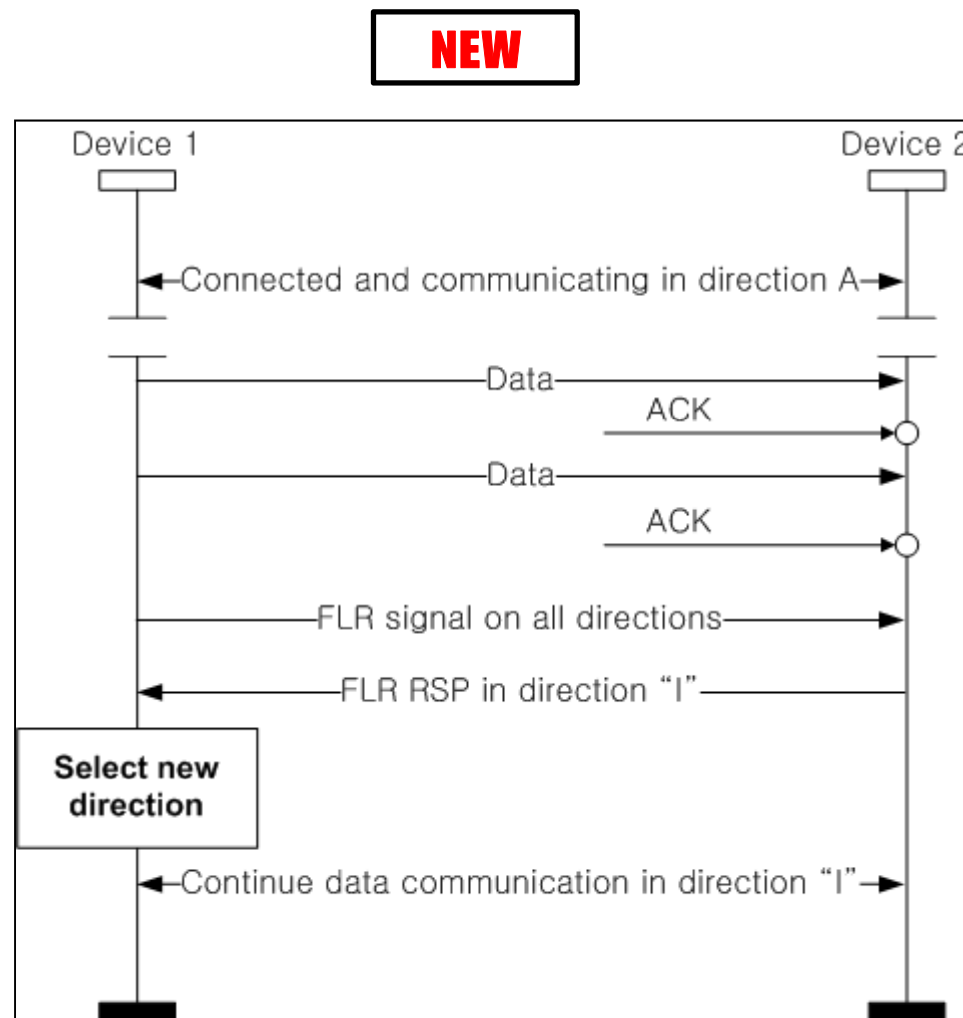 NEW
Device 1
Device 2
Connected and communicating in direction A
Data
ACK
Data
ACK
FLR signal on all directions
FLR RSP in direction “I”
Select new
direction
Continue data communication in direction “I”